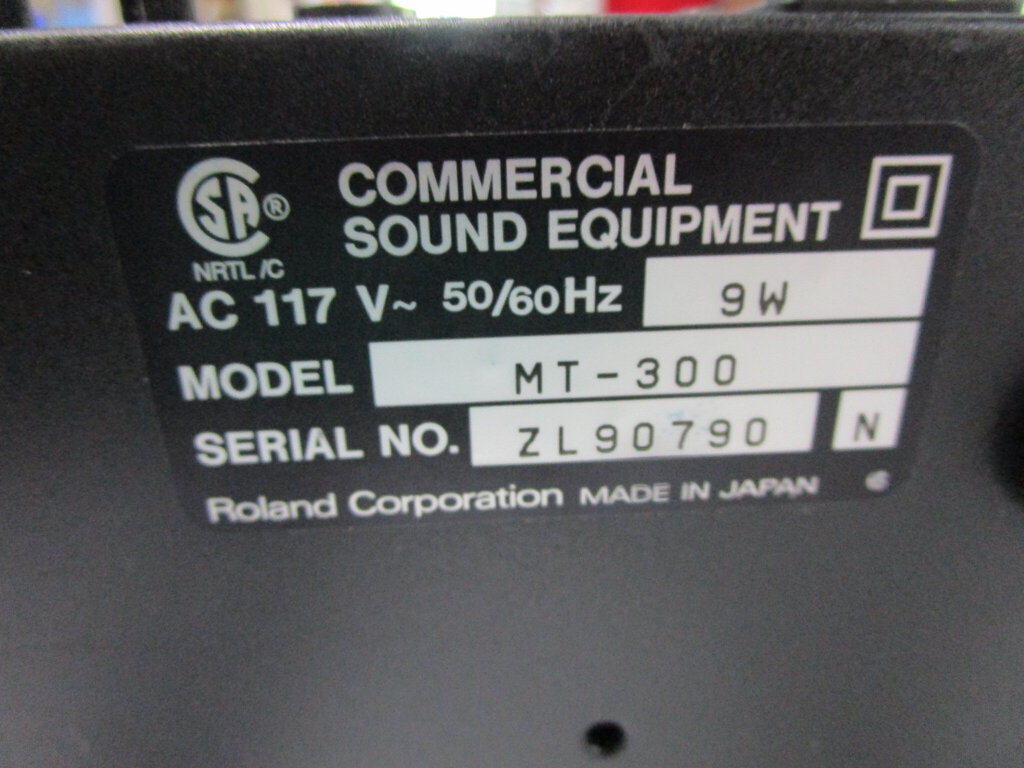 CSA® COMMERCIAL
SOUND EQUIPMENT
NRTL/C
AC 117 V~ 50/60Hz 9W
MODEL MT-300
SERIAL NO. ZL90790 N
Roland Corporation MADE IN JAPAN